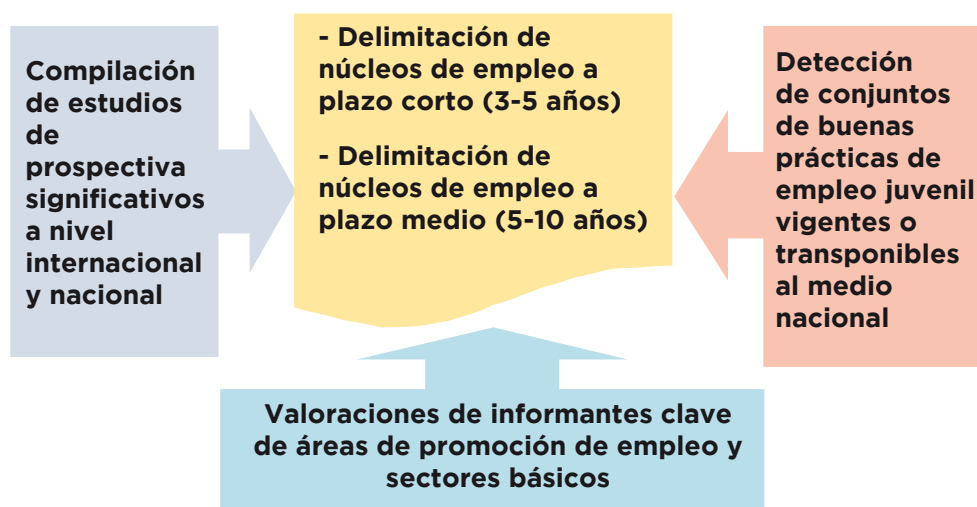 Compilación
de estudios
de
prospectiva
significativos
a nivel
internacional
y nacional
- Delimitación de
núcleos de empleo a
plazo corto (3-5 años)
- Delimitación de
núcleos de empleo a
plazo medio (5-10 años)
Detección
de conjuntos
de buenas
prácticas de
empleo juvenil
vigentes o
transponibles
al medio
nacional
Valoraciones de informantes clave
de áreas de promoción de empleo y
sectores básicos